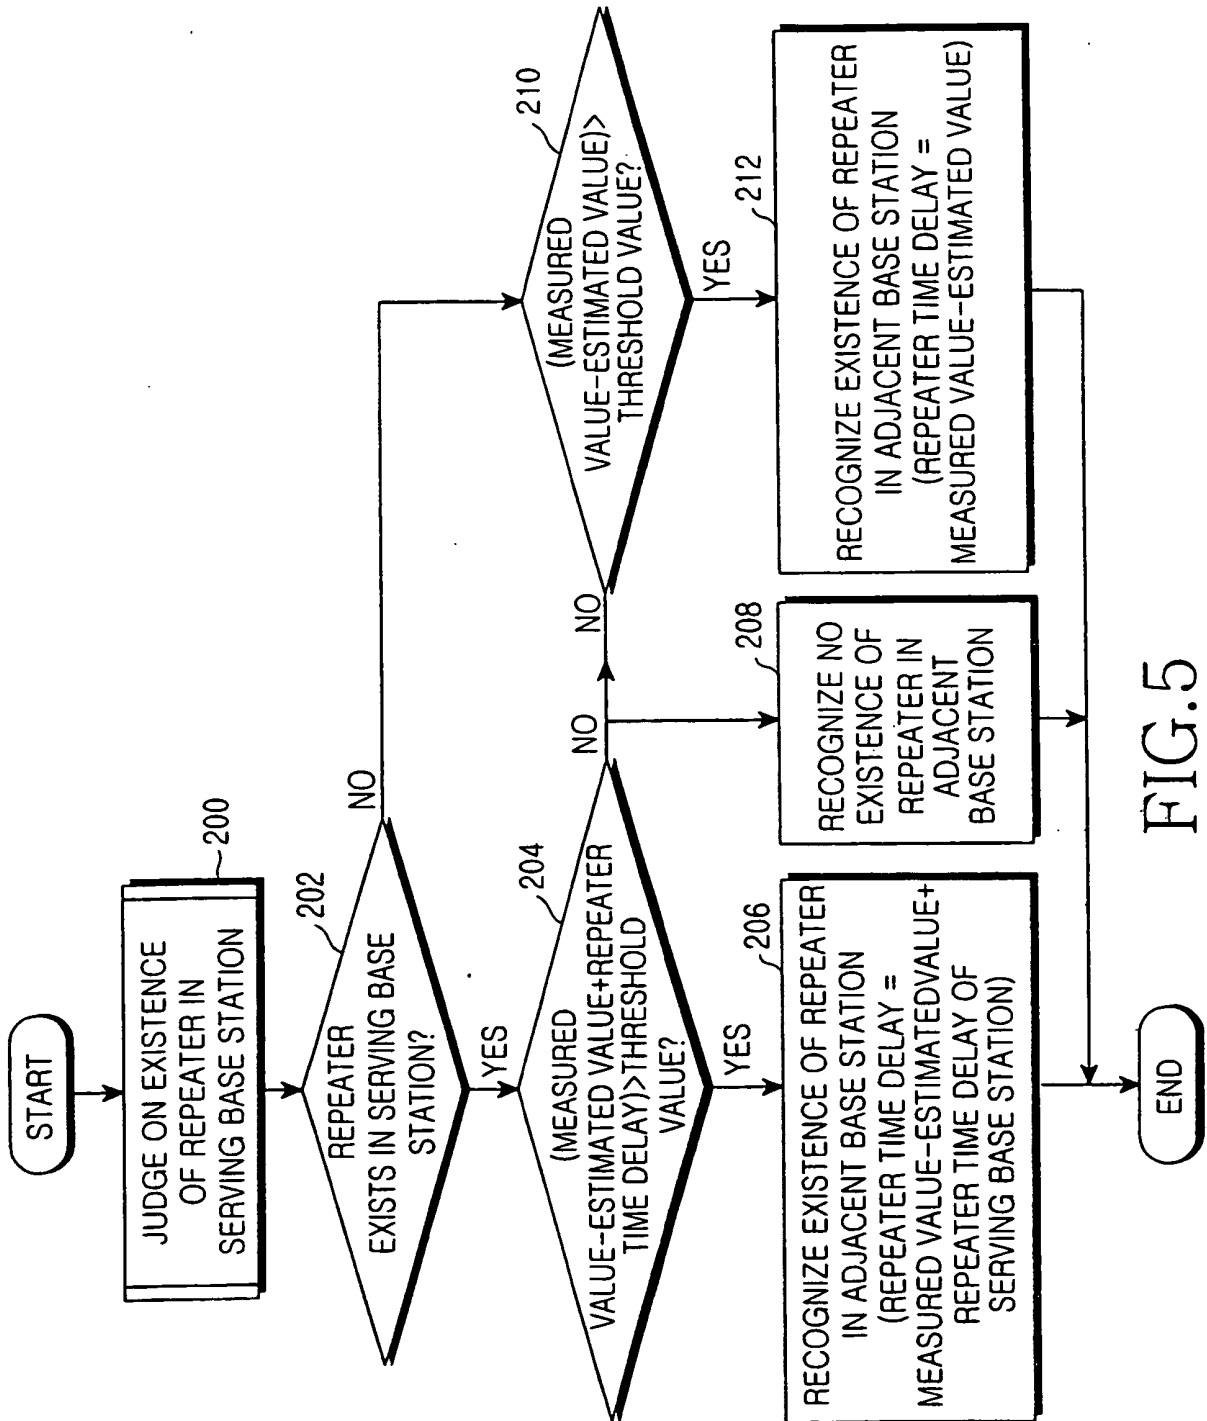 START
JUDGE ON EXISTENCE
OF REPEATER IN
SERVING BASE STATION
200
REPEATER
EXISTS IN SERVING BASE
STATION?
202
NO
YES
(MEASURED
VALUE-ESTIMATED VALUE+REPEATER
TIME DELAY)>THRESHOLD
VALUE?
204
NO
NO
YES
(MEASURED
VALUE-ESTIMATED VALUE)>
THRESHOLD VALUE?
210
YES
RECOGNIZE EXISTENCE OF REPEATER
IN ADJACENT BASE STATION
(REPEATER TIME DELAY =
MEASURED VALUE-ESTIMATEDVALUE+
REPEATER TIME DELAY OF
SERVING BASE STATION)
206
RECOGNIZE NO
EXISTENCE OF
REPEATER IN
ADJACENT
BASE STATION
208
RECOGNIZE EXISTENCE OF REPEATER
IN ADJACENT BASE STATION
(REPEATER TIME DELAY =
MEASURED VALUE-ESTIMATED VALUE)
212
END
FIG.5